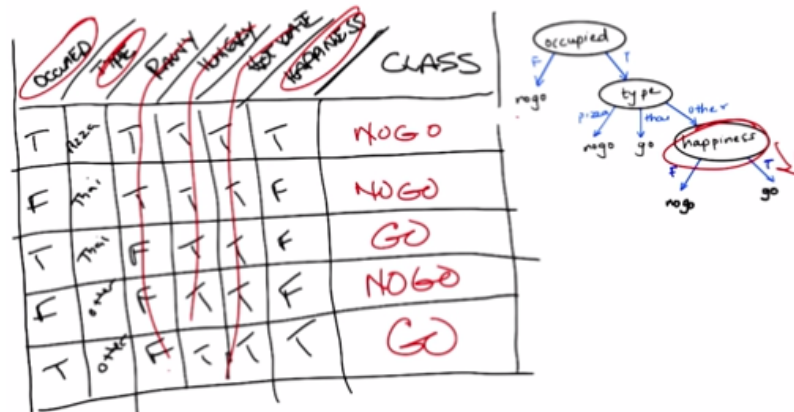 OCCUPIED TYPE RAINY HUNGRY HOT DATE HAPPINESS CLASS
T Pizza T T T T NOGO
F Thai T T T F NOGO
T Thai F T T F GO
F other F T T F NOGO
T other F T T T GO
occupied
F T
nogo type
pizza thai other
nogo go happiness
F T
nogo go